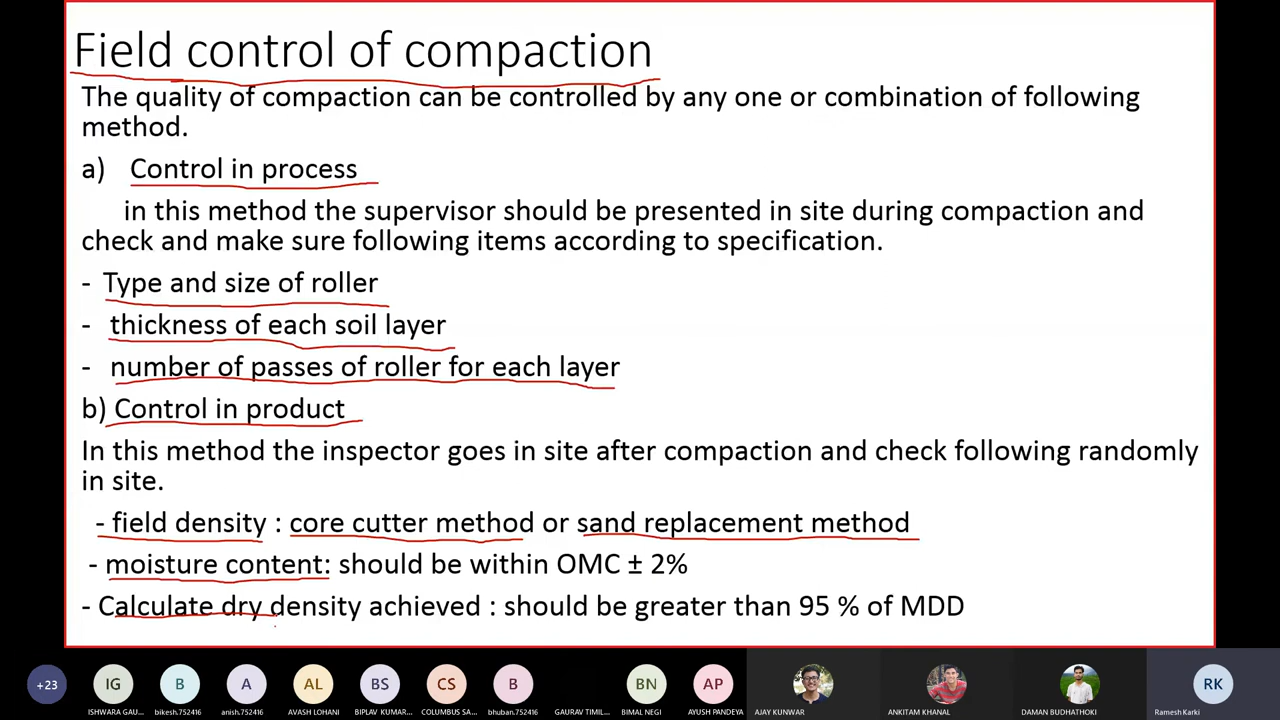 Field control of compaction
The quality of compaction can be controlled by any one or combination of following
method.
a) Control in process
in this method the supervisor should be presented in site during compaction and
check and make sure following items according to specification.
- Type and size of roller
- thickness of each soil layer
- number of passes of roller for each layer
b) Control in product
In this method the inspector goes in site after compaction and check following randomly
in site.
- field density : core cutter method or sand replacement method
- moisture content: should be within OMC ± 2%
- Calculate dry density achieved : should be greater than 95 % of MDD
+23 IG B A AL BS CS B BN AP RK
ISHWARA GAU... bikesh.752416 anish.752416 AVASH LOHANI BIPLAV KUMAR... COLUMBUS SA... bhuban.752416 GAURAV TIMIL... BIMAL NEGI AYUSH PANDEYA AJAY KUNWAR ANKITAM KHANAL DAMAN BUDHATHOKI Ramesh Karki